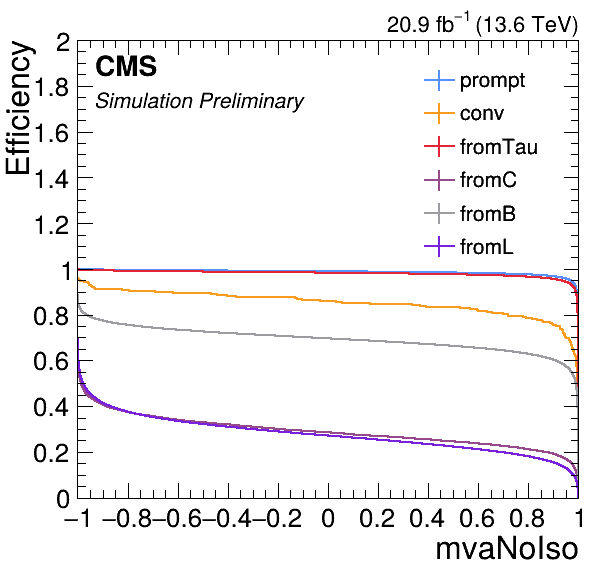 20.9 fb⁻¹ (13.6 TeV)
Efficiency
CMS
Simulation Preliminary
prompt
conv
fromTau
fromC
fromB
fromL
2
1.8
1.6
1.4
1.2
1
0.8
0.6
0.4
0.2
0
−1 −0.8 −0.6 −0.4 −0.2 0 0.2 0.4 0.6 0.8 1
mvaNoIso